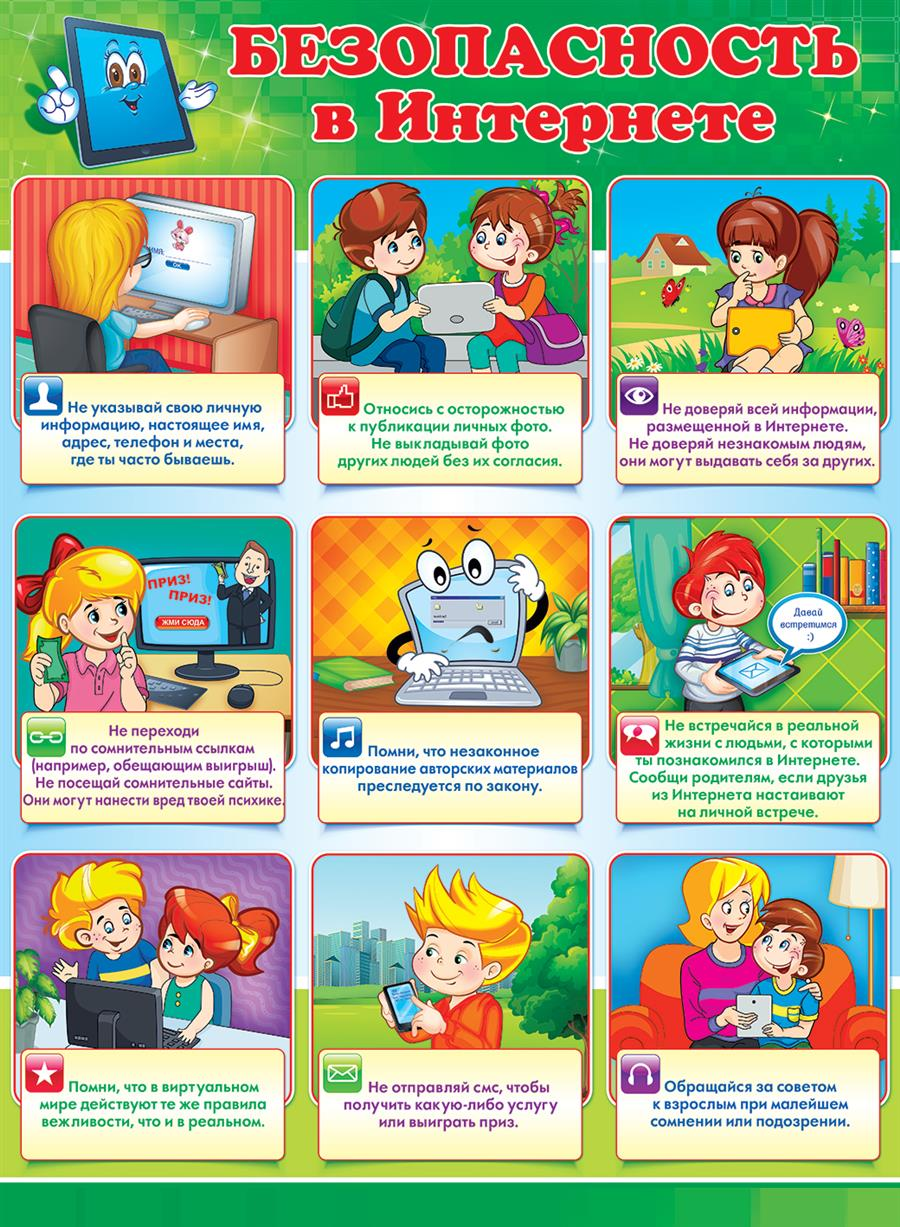 БЕЗОПАСНОСТЬ
в Интернете
ИМЯ:
OK
Не указывай свою личную
информацию, настоящее имя,
адрес, телефон и места,
где ты часто бываешь.
Относись с осторожностью
к публикации личных фото.
Не выкладывай фото
других людей без их согласия.
Не доверяй всей информации,
размещенной в Интернете.
Не доверяй незнакомым людям,
они могут выдавать себя за других.
ПРИЗ!
ПРИЗ!
ЖМИ СЮДА
Не переходи
по сомнительным ссылкам
(например, обещающим выигрыш).
Не посещай сомнительные сайты.
Они могут нанести вред твоей психике.
Помни, что незаконное
копирование авторских материалов
преследуется по закону.
Давай
встретимся
:)
Не встречайся в реальной
жизни с людьми, с которыми
ты познакомился в Интернете.
Сообщи родителям, если друзья
из Интернета настаивают
на личной встрече.
Помни, что в виртуальном
мире действуют те же правила
вежливости, что и в реальном.
Не отправляй смс, чтобы
получить какую-либо услугу
или выиграть приз.
Обращайся за советом
к взрослым при малейшем
сомнении или подозрении.